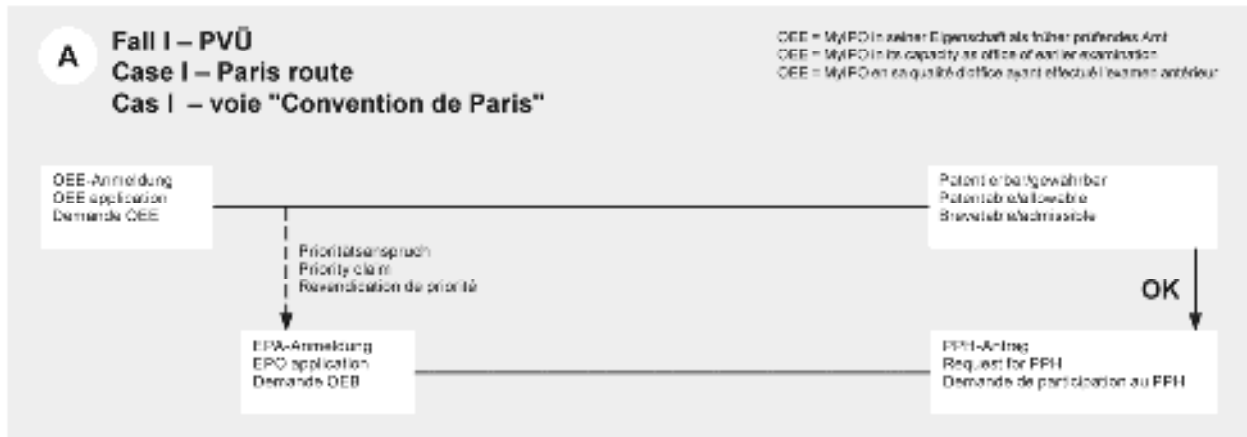 A
Fall I – PVÜ
Case I – Paris route
Cas I – voie "Convention de Paris"
OEE = MyIPO in seiner Eigenschaft als früher prüfendes Amt
OEE = MyIPO in its capacity as office of earlier examination
OEE = MyIPO en sa qualité d'office ayant effectué l'examen antérieur
OEE-Anmeldung
OEE application
Demande OEE
Patentierbar/gewährbar
Patentable/allowable
Brevetable/admissible
Prioritätsanspruch
Priority claim
Revendication de priorité
OK
EPA-Anmeldung
EPO application
Demande OEB
PPH-Antrag
Request for PPH
Demande de participation au PPH